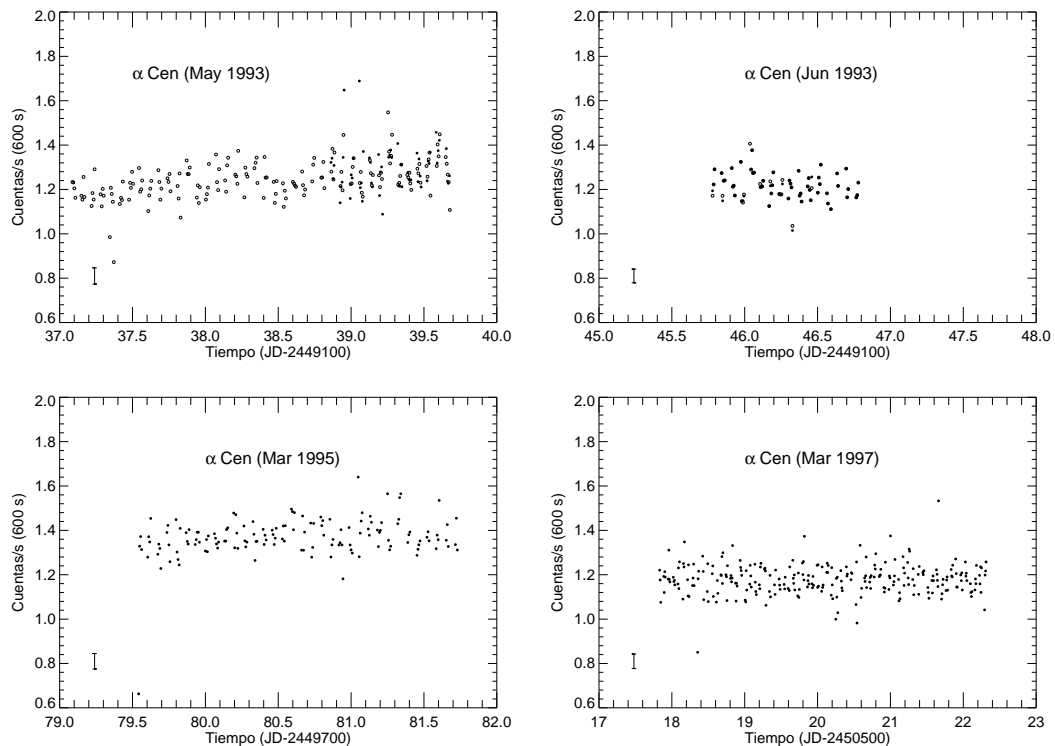 2.0
1.8
1.6
1.4
1.2
1.0
0.8
0.6
Cuentas/s (600 s)
α Cen (May 1993)
37.0 37.5 38.0 38.5 39.0 39.5 40.0
Tiempo (JD-2449100)
2.0
1.8
1.6
1.4
1.2
1.0
0.8
0.6
Cuentas/s (600 s)
α Cen (Jun 1993)
45.0 45.5 46.0 46.5 47.0 47.5 48.0
Tiempo (JD-2449100)
2.0
1.8
1.6
1.4
1.2
1.0
0.8
0.6
Cuentas/s (600 s)
α Cen (Mar 1995)
79.0 79.5 80.0 80.5 81.0 81.5 82.0
Tiempo (JD-2449700)
2.0
1.8
1.6
1.4
1.2
1.0
0.8
0.6
Cuentas/s (600 s)
α Cen (Mar 1997)
17 18 19 20 21 22 23
Tiempo (JD-2450500)